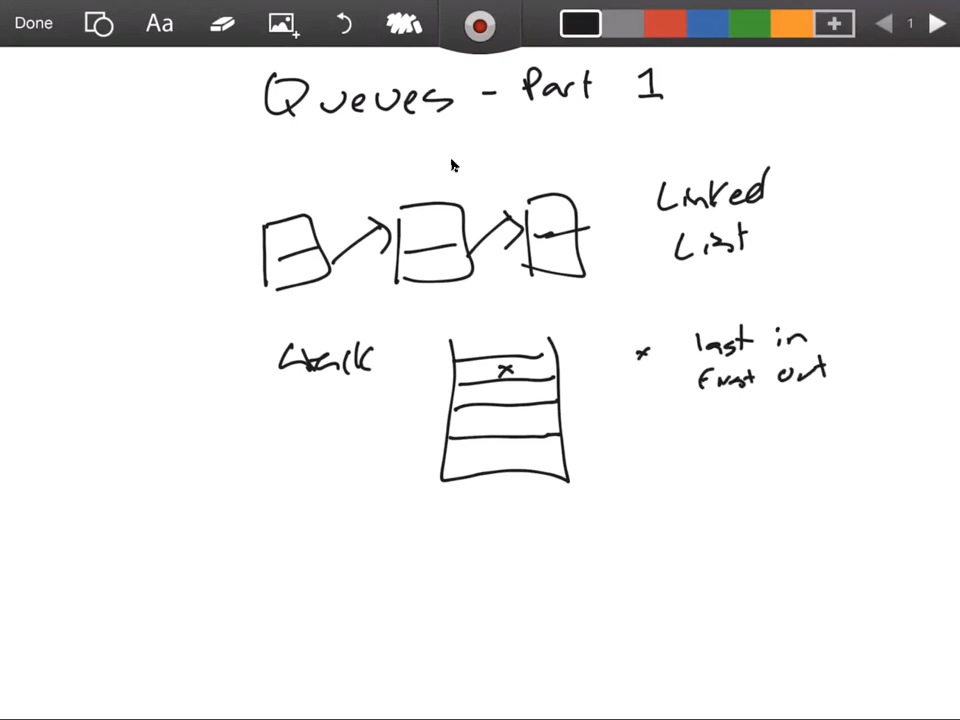 Done
Aa
1
Queues - Part 1
Linked
List
Stack
x
x last in
First out